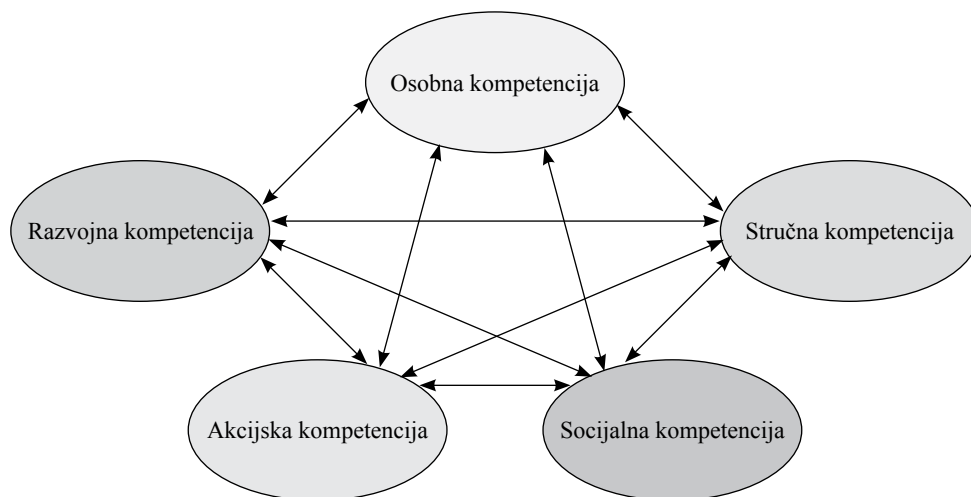 Osobna kompetencija
Razvojna kompetencija
Stručna kompetencija
Akcijska kompetencija
Socijalna kompetencija